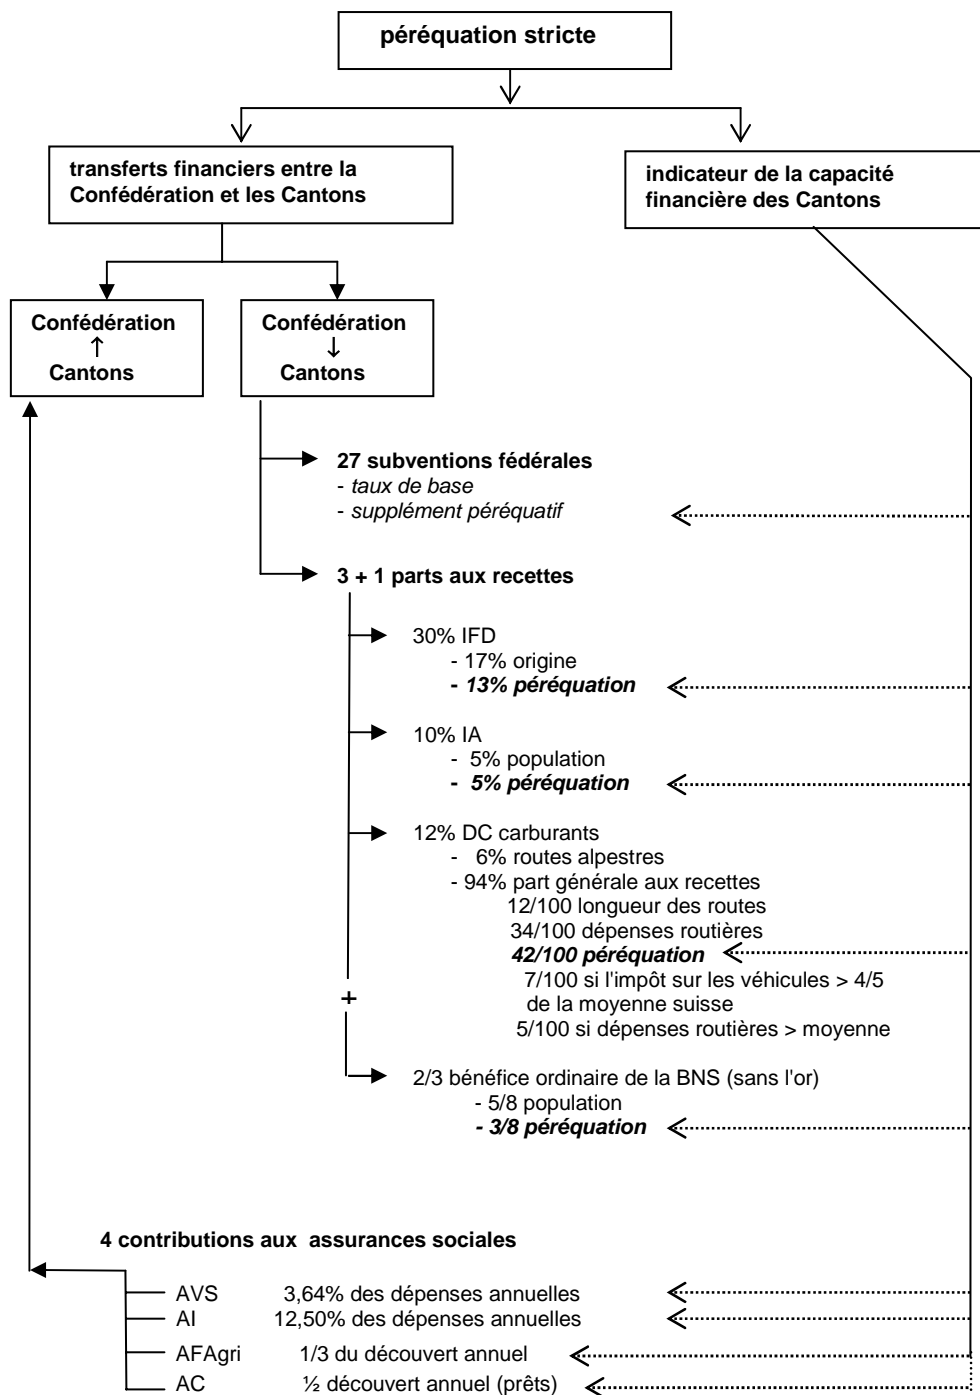 péréquation stricte
transferts financiers entre la
Confédération et les Cantons
indicateur de la capacité
financière des Cantons
Confédération
↑
Cantons
Confédération
↓
Cantons
27 subventions fédérales
- taux de base
- supplément péréquatif
3 + 1 parts aux recettes
30% IFD
- 17% origine
- 13% péréquation
10% IA
- 5% population
- 5% péréquation
12% DC carburants
- 6% routes alpestres
- 94% part générale aux recettes
12/100 longueur des routes
34/100 dépenses routières
42/100 péréquation
7/100 si l'impôt sur les véhicules > 4/5
de la moyenne suisse
5/100 si dépenses routières > moyenne
+
2/3 bénéfice ordinaire de la BNS (sans l'or)
- 5/8 population
- 3/8 péréquation
4 contributions aux assurances sociales
AVS 3,64% des dépenses annuelles
AI 12,50% des dépenses annuelles
AFAgri 1/3 du découvert annuel
AC ½ découvert annuel (prêts)